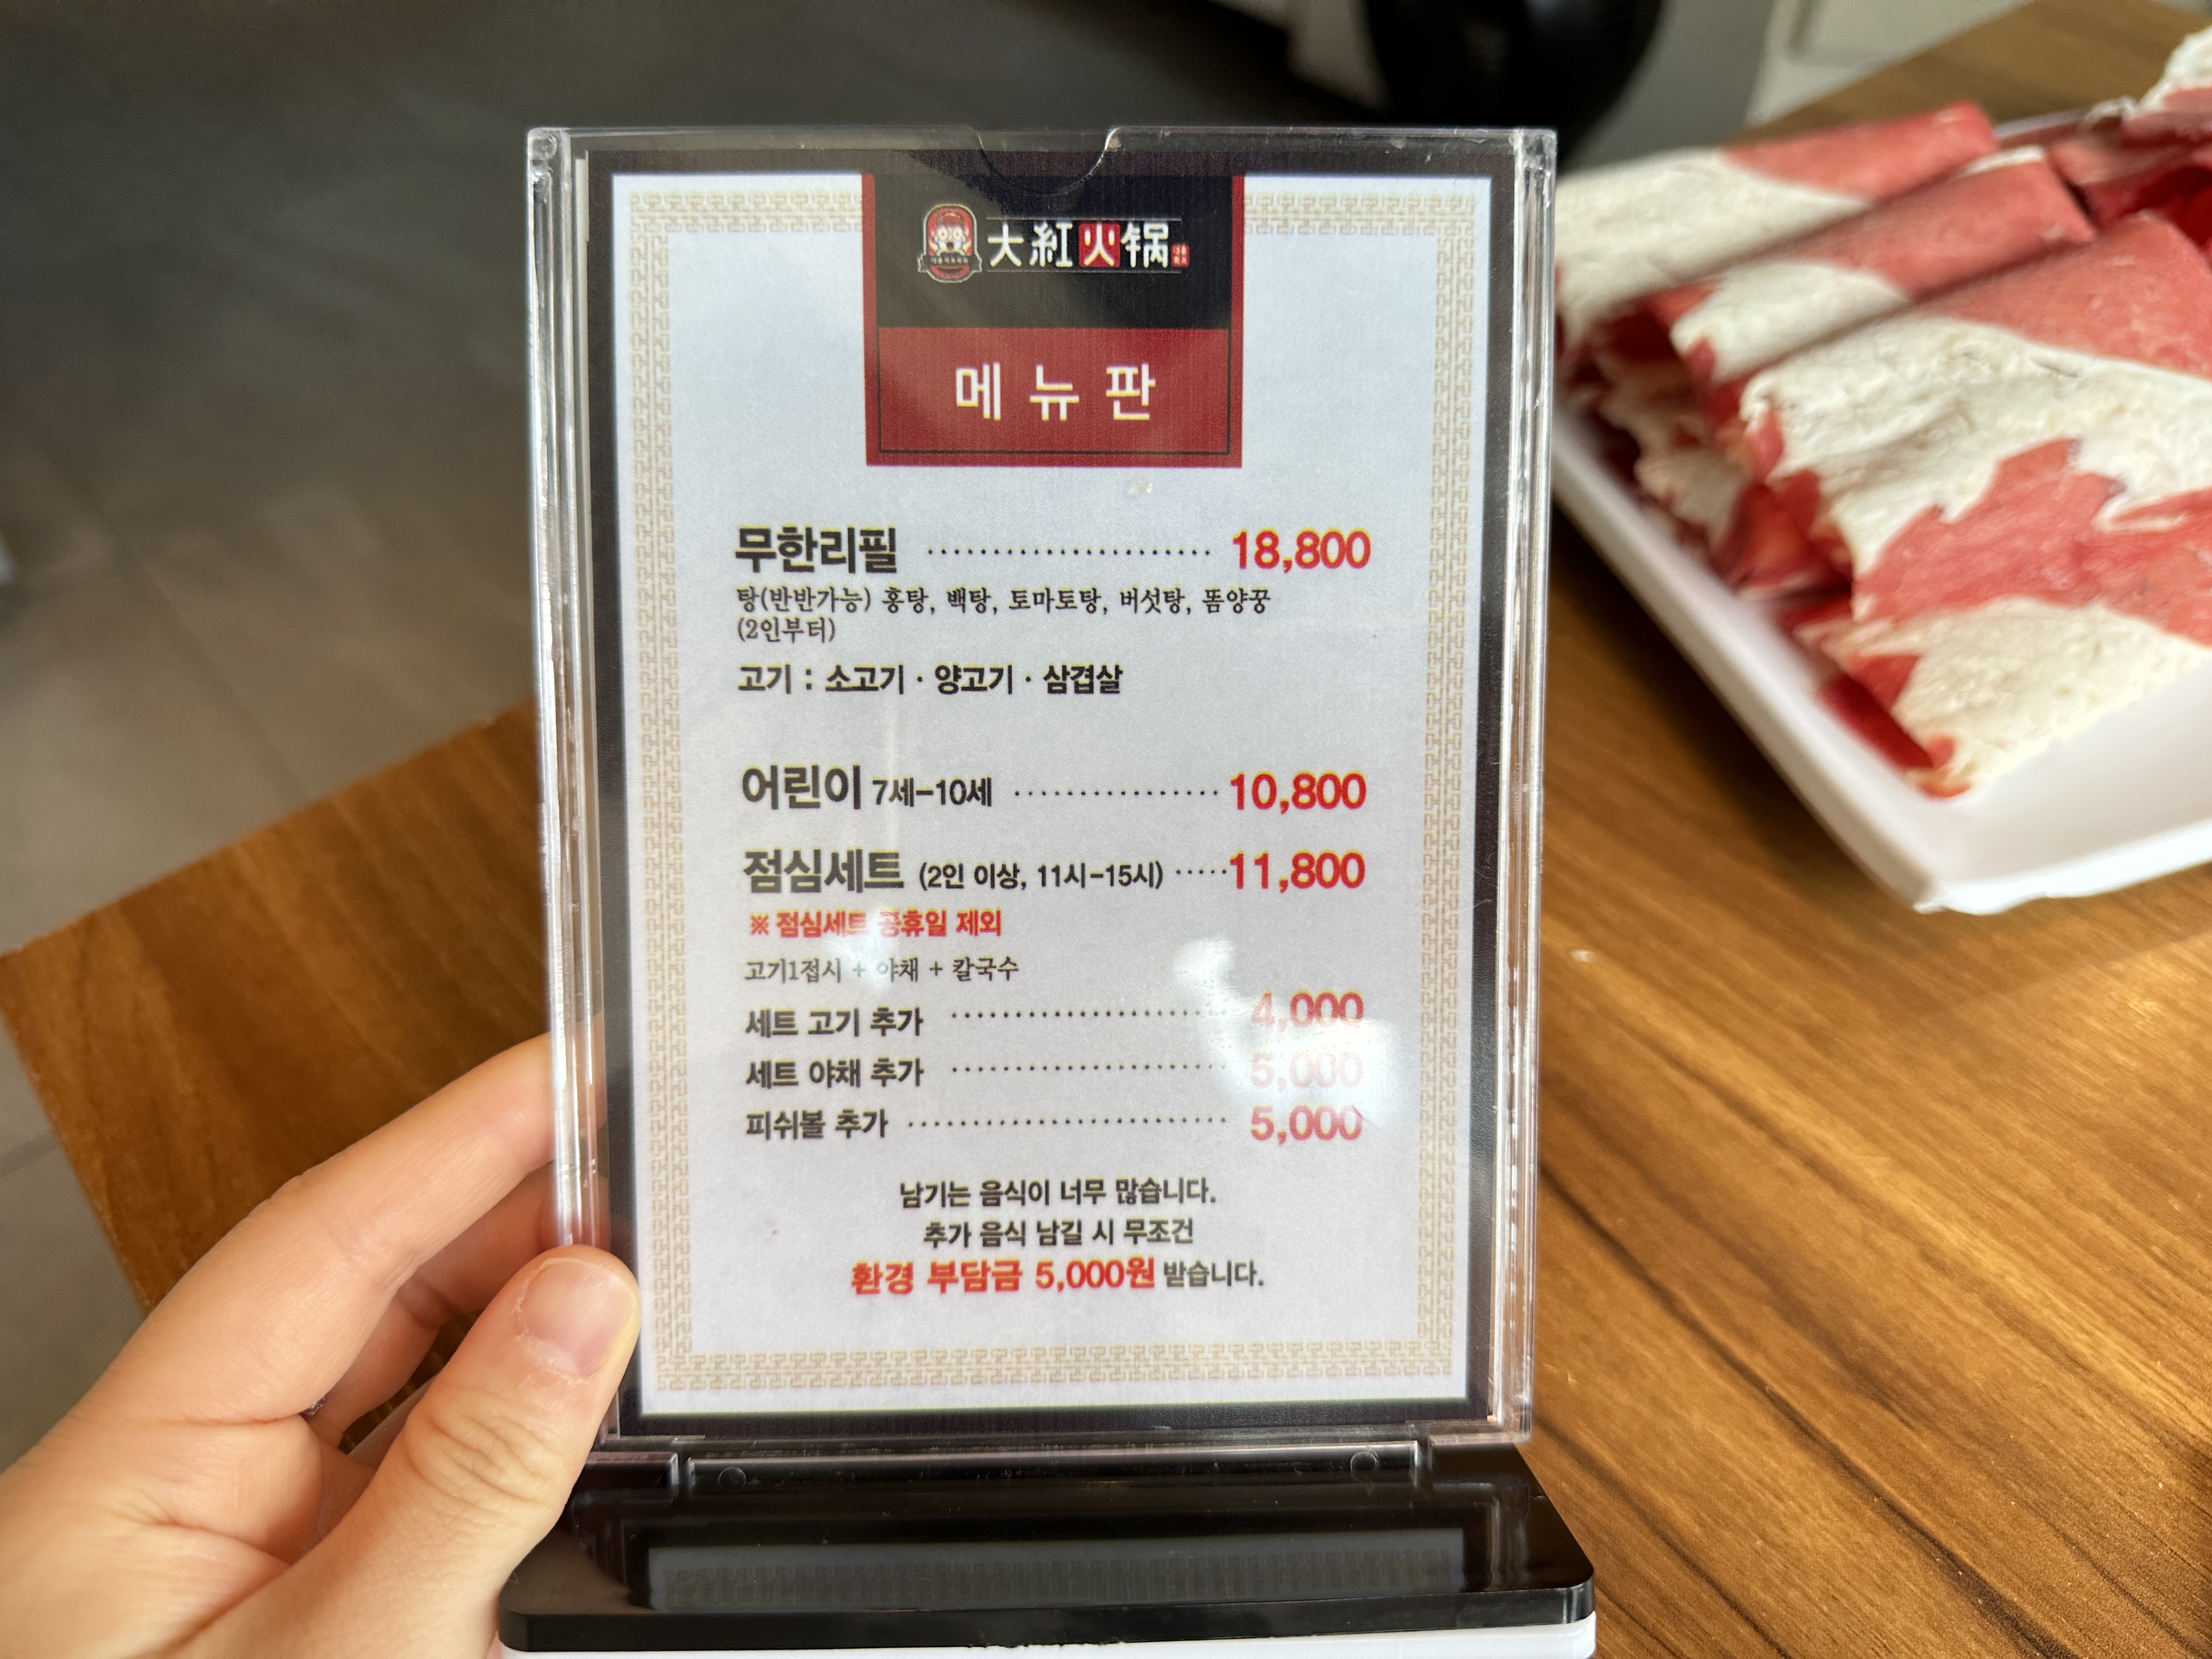 大紅火锅
메뉴판
무한리필 ······················ 18,800
탕(반반가능) 홍탕, 백탕, 토마토탕, 버섯탕, 똠양꿍
(2인부터)
고기 : 소고기 · 양고기 · 삼겹살
어린이 7세-10세 ················ 10,800
점심세트 (2인 이상, 11시-15시) ····· 11,800
※ 점심세트 공휴일 제외
고기1접시 + 야채 + 칼국수
세트 고기 추가 ······················ 4,000
세트 야채 추가 ······················ 5,000
피쉬볼 추가 ························· 5,000
남기는 음식이 너무 많습니다.
추가 음식 남길 시 무조건
환경 부담금 5,000원 받습니다.